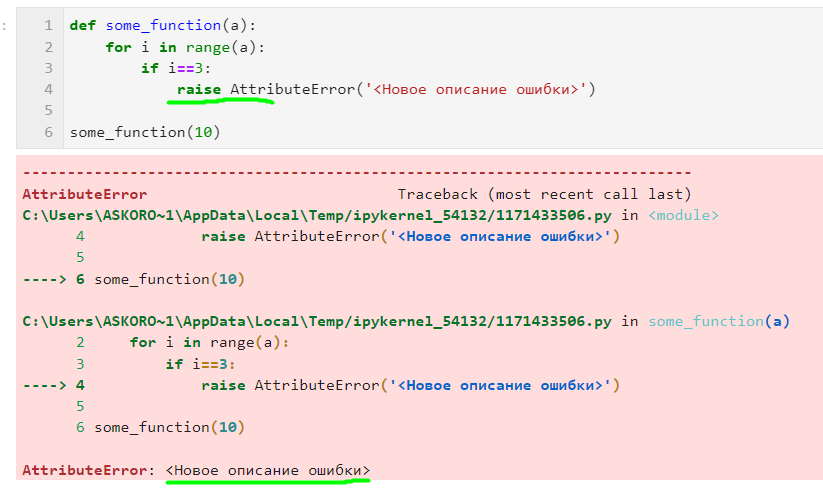 1 def some_function(a):
2     for i in range(a):
3         if i==3:
4             raise AttributeError('<Новое описание ошибки>')
5
6 some_function(10)
---------------------------------------------------------------------------
AttributeError                            Traceback (most recent call last)
C:\Users\ASKORO~1\AppData\Local\Temp/ipykernel_54132/1171433506.py in <module>
      4             raise AttributeError('<Новое описание ошибки>')
      5
----> 6 some_function(10)
C:\Users\ASKORO~1\AppData\Local\Temp/ipykernel_54132/1171433506.py in some_function(a)
      2     for i in range(a):
      3         if i==3:
----> 4             raise AttributeError('<Новое описание ошибки>')
      5
      6 some_function(10)
AttributeError: <Новое описание ошибки>